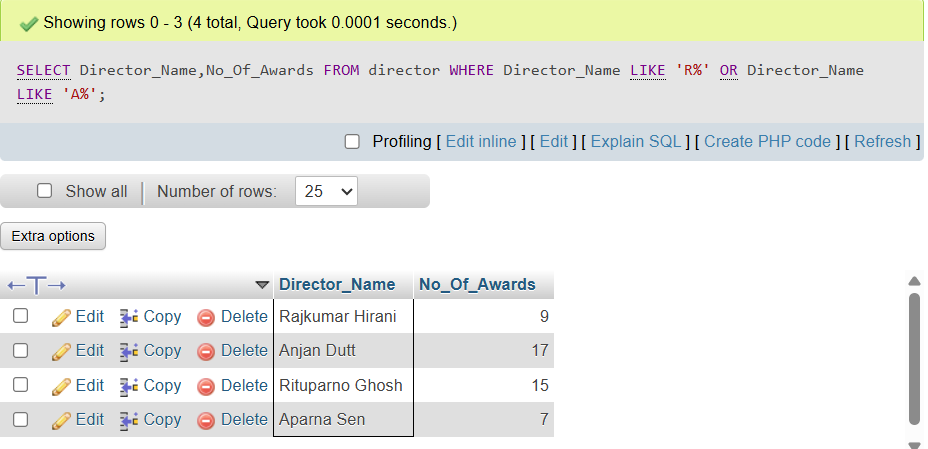 Showing rows 0 - 3 (4 total, Query took 0.0001 seconds.)
SELECT Director_Name,No_Of_Awards FROM director WHERE Director_Name LIKE 'R%' OR Director_Name
LIKE 'A%';
Profiling [ Edit inline ] [ Edit ] [ Explain SQL ] [ Create PHP code ] [ Refresh ]
Show all | Number of rows: 25
Extra options
←T→ Director_Name No_Of_Awards
Edit Copy Delete Rajkumar Hirani 9
Edit Copy Delete Anjan Dutt 17
Edit Copy Delete Rituparno Ghosh 15
Edit Copy Delete Aparna Sen 7